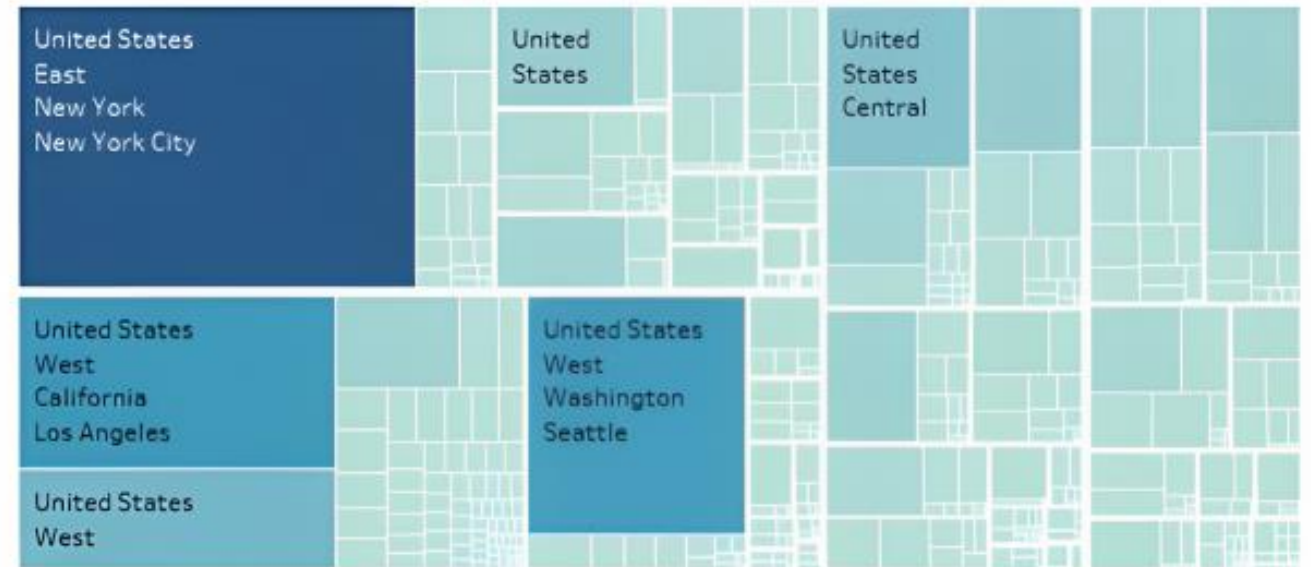 United States
East
New York
New York City
United
States
United
States
Central
United States
West
California
Los Angeles
United States
West
Washington
Seattle
United States
West